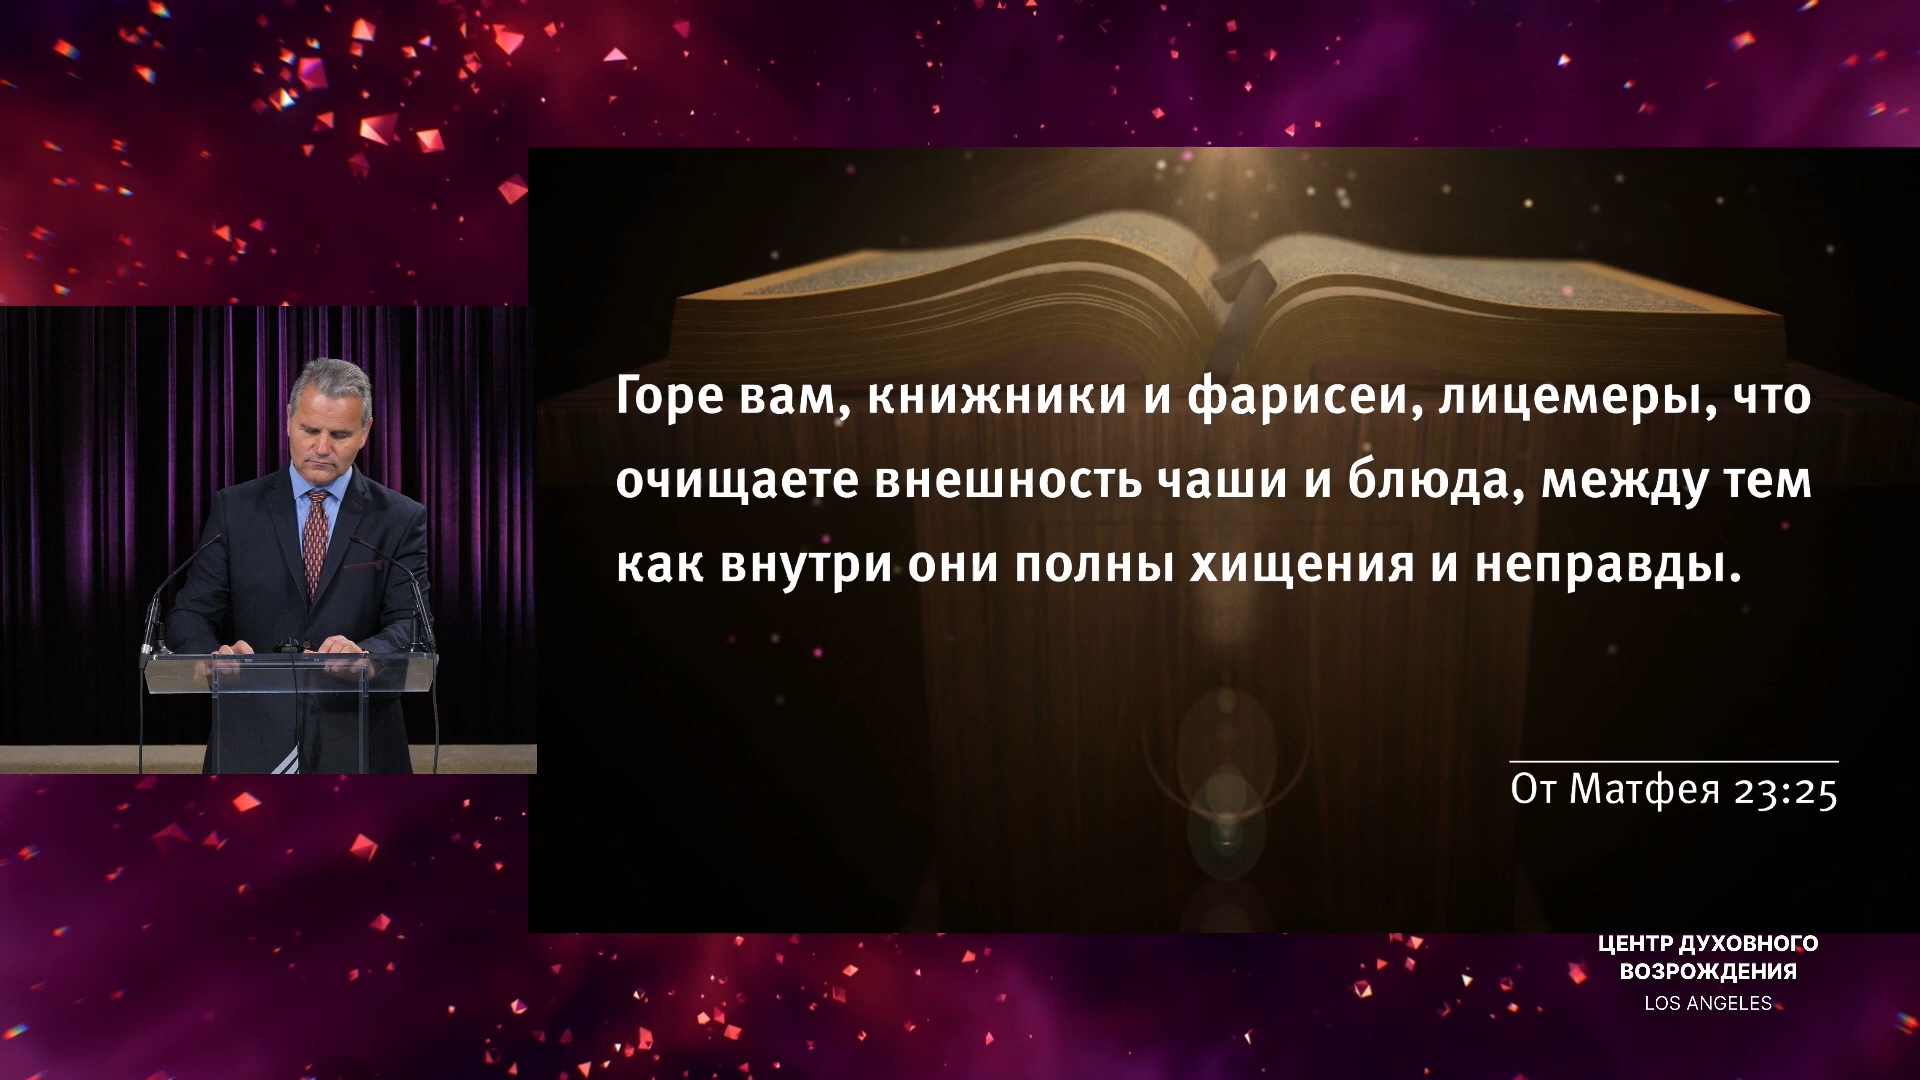 Горе вам, книжники и фарисеи, лицемеры, что
очищаете внешность чаши и блюда, между тем
как внутри они полны хищения и неправды.
От Матфея 23:25
ЦЕНТР ДУХОВНОГО
ВОЗРОЖДЕНИЯ
LOS ANGELES